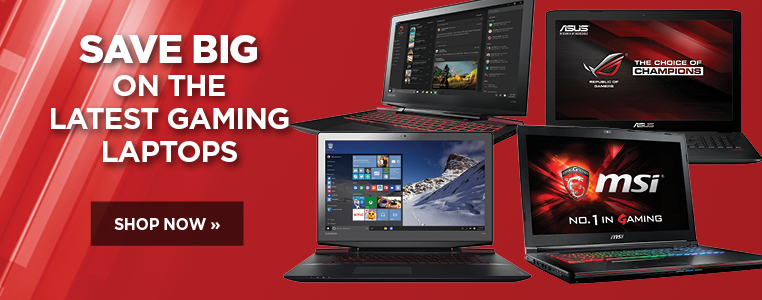 SAVE BIG
ON THE
LATEST GAMING
LAPTOPS
SHOP NOW »
ASUS
REPUBLIC OF
GAMERS
THE CHOICE OF
CHAMPIONS
ASUS
msi
NO.1 IN GAMING
msi